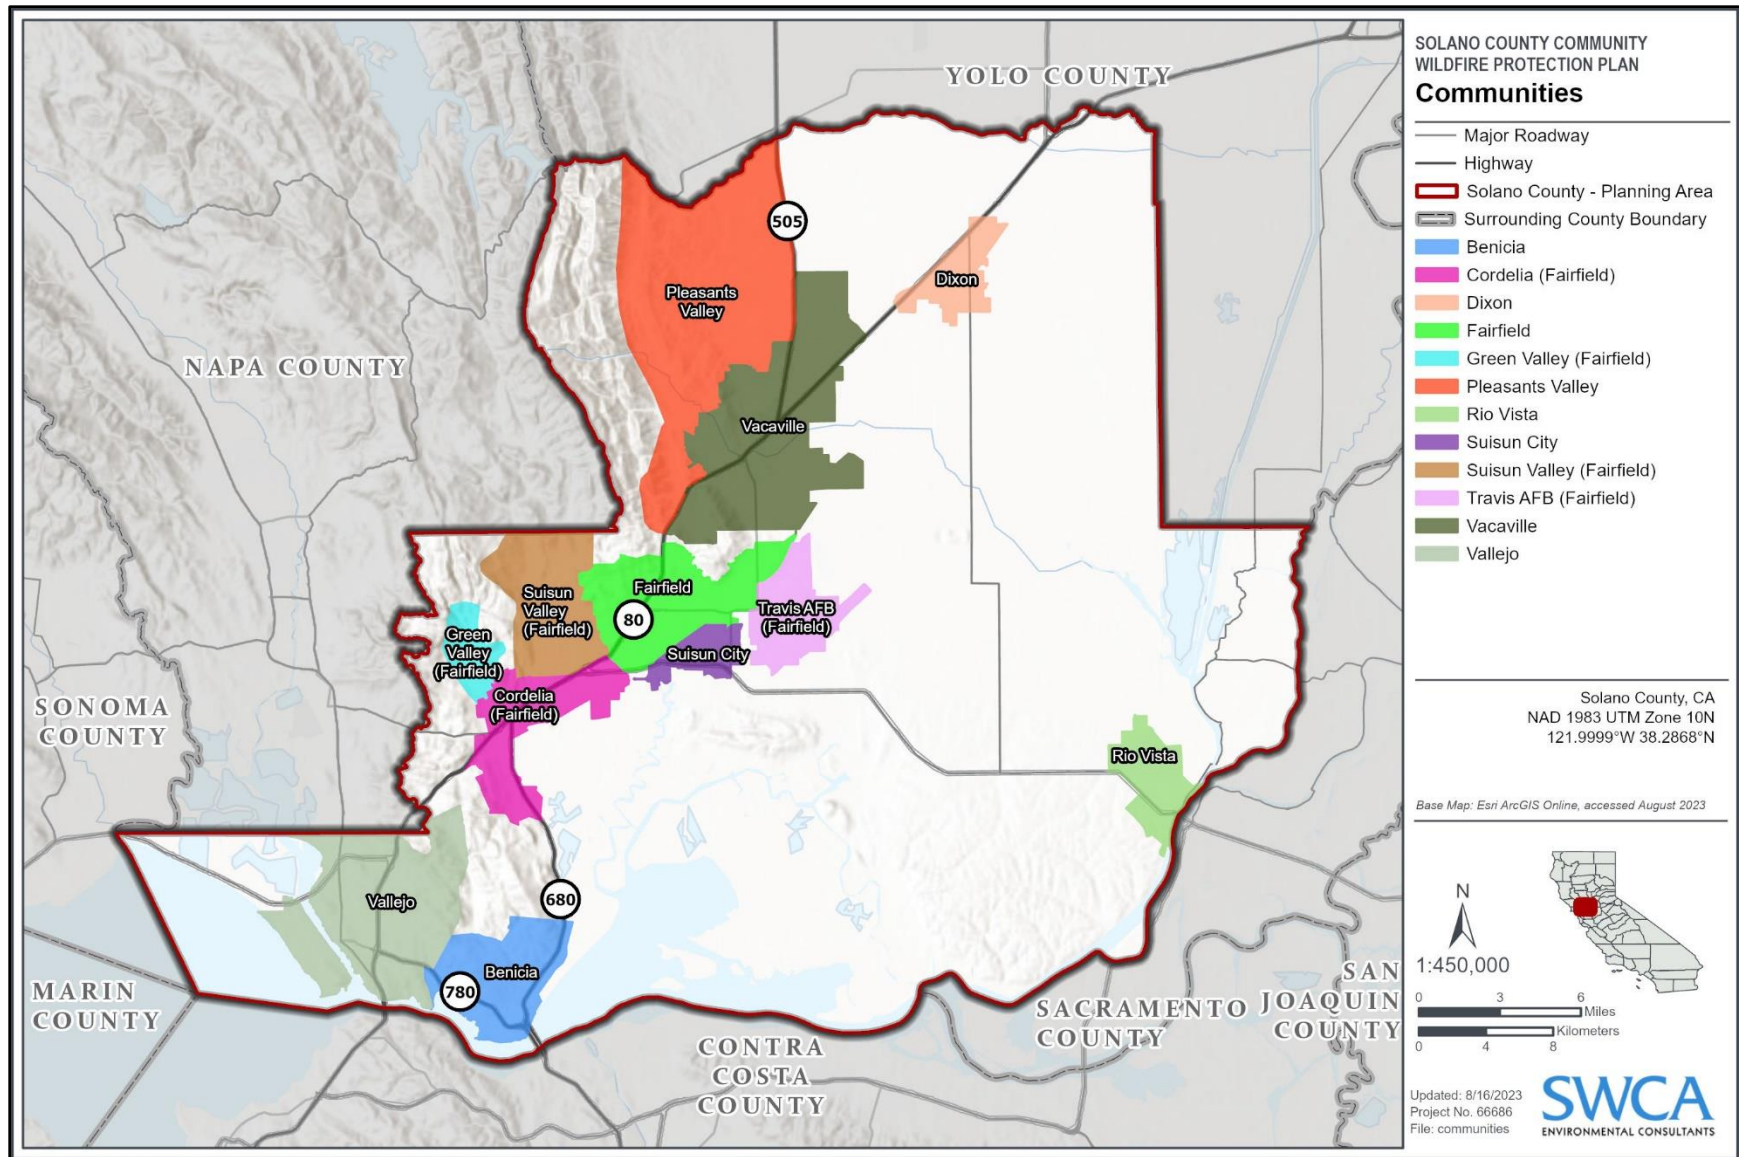 YOLO COUNTY
505
Dixon
Pleasants
Valley
NAPA COUNTY
Vacaville
Suisun
Valley
(Fairfield)
Fairfield
80
Travis AFB
(Fairfield)
Green
Valley
(Fairfield)
Suisun City
Cordelia
(Fairfield)
SONOMA
COUNTY
Rio Vista
Vallejo
680
Benicia
780
MARIN
COUNTY
SACRAMENTO
COUNTY
SAN
JOAQUIN
COUNTY
CONTRA
COSTA
COUNTY
SOLANO COUNTY COMMUNITY
WILDFIRE PROTECTION PLAN
Communities
Major Roadway
Highway
Solano County - Planning Area
Surrounding County Boundary
Benicia
Cordelia (Fairfield)
Dixon
Fairfield
Green Valley (Fairfield)
Pleasants Valley
Rio Vista
Suisun City
Suisun Valley (Fairfield)
Travis AFB (Fairfield)
Vacaville
Vallejo
Solano County, CA
NAD 1983 UTM Zone 10N
121.9999°W 38.2868°N
Base Map: Esri ArcGIS Online, accessed August 2023
N
1:450,000
0 3 6
Miles
Kilometers
0 4 8
Updated: 8/16/2023
Project No. 66686
File: communities
SWCA
ENVIRONMENTAL CONSULTANTS